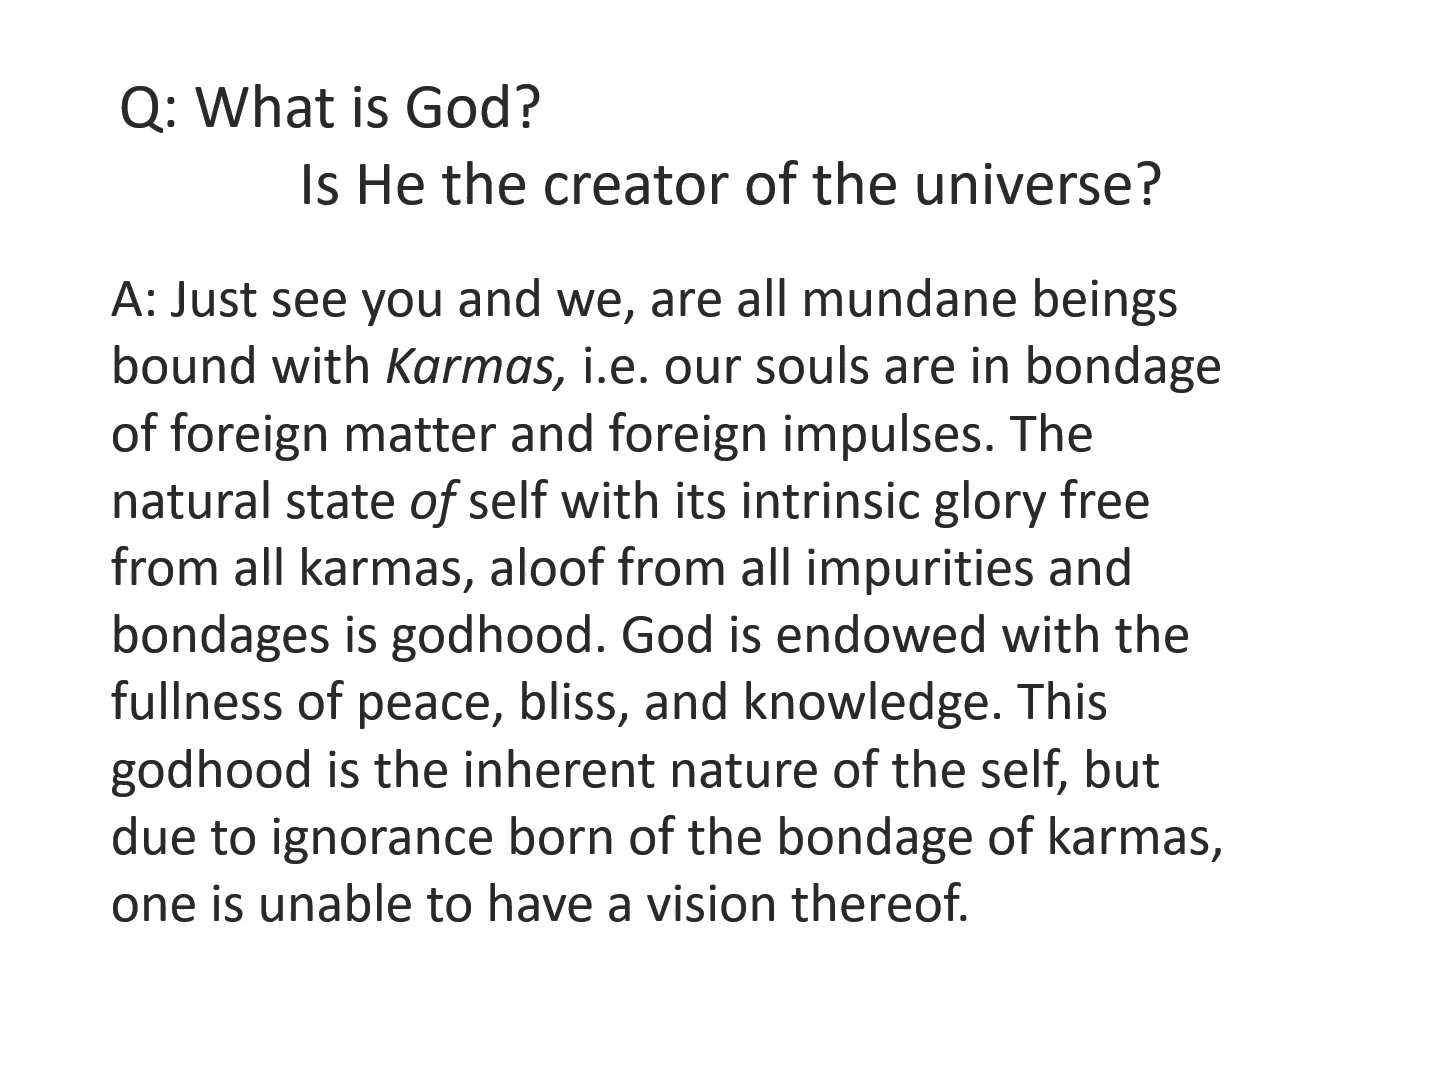 Q: What is God?
Is He the creator of the universe?
A: Just see you and we, are all mundane beings
bound with Karmas, i.e. our souls are in bondage
of foreign matter and foreign impulses. The
natural state of self with its intrinsic glory free
from all karmas, aloof from all impurities and
bondages is godhood. God is endowed with the
fullness of peace, bliss, and knowledge. This
godhood is the inherent nature of the self, but
due to ignorance born of the bondage of karmas,
one is unable to have a vision thereof.